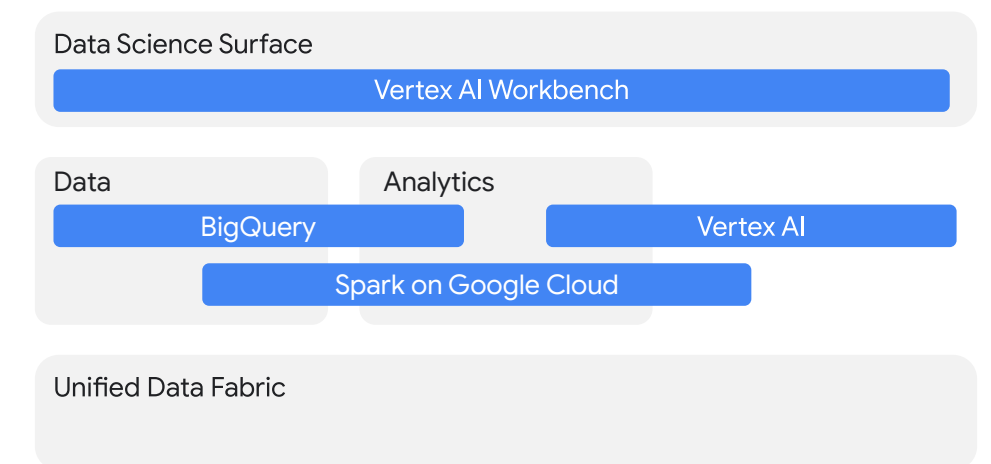 Data Science Surface
Vertex AI Workbench
Data
Analytics
BigQuery
Vertex AI
Spark on Google Cloud
Unified Data Fabric